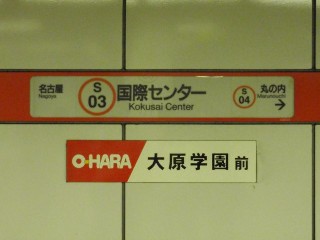 名古屋
Nagoya
S
03
国際センター
Kokusai Center
S
04
丸の内
Marunouchi
→
O-HARA 大原学園前